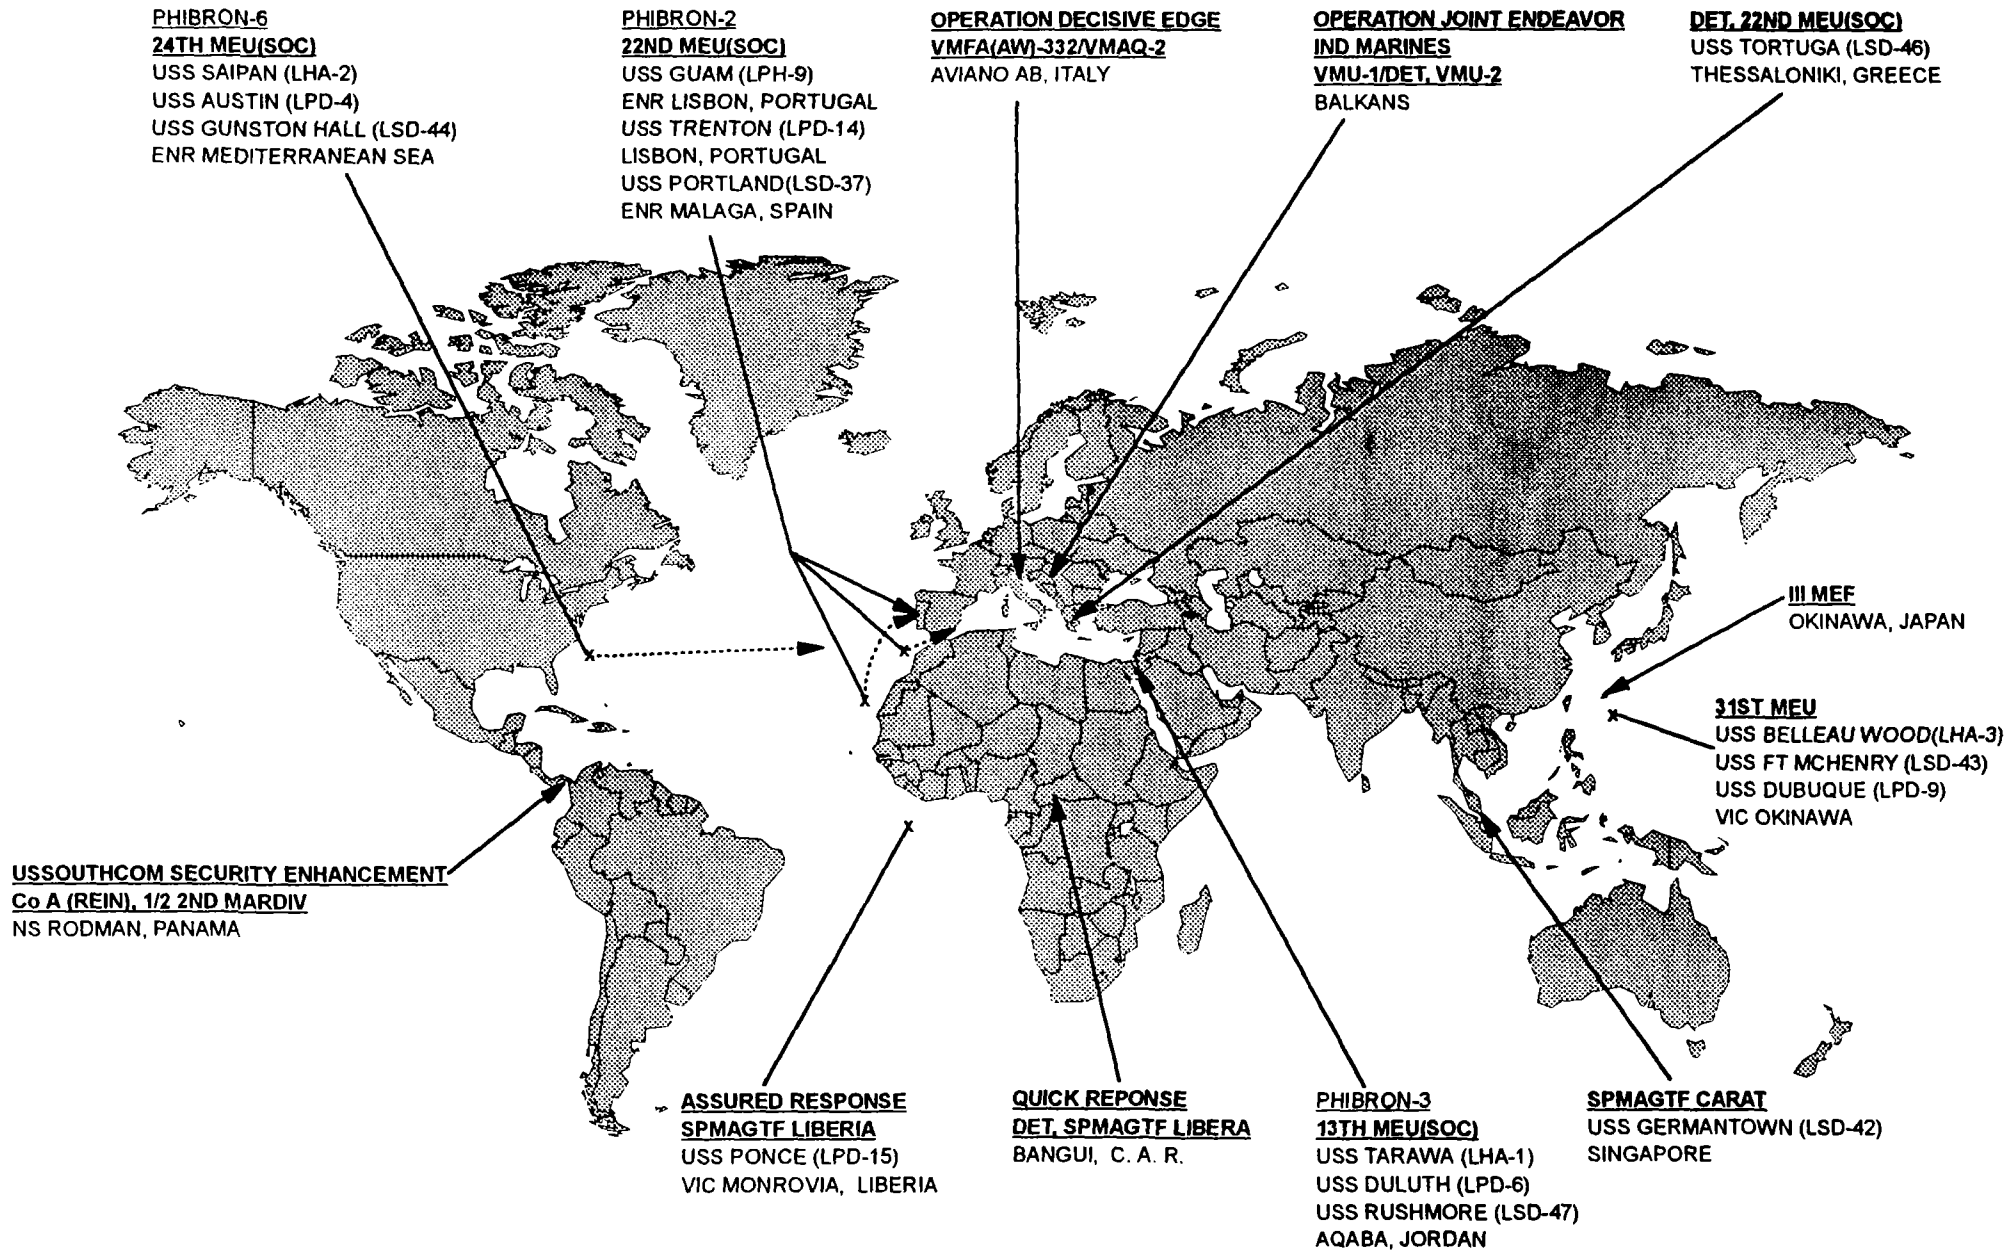 PHIBRON-6
24TH MEU(SOC)
USS SAIPAN (LHA-2)
USS AUSTIN (LPD-4)
USS GUNSTON HALL (LSD-44)
ENR MEDITERRANEAN SEA
PHIBRON-2
22ND MEU(SOC)
USS GUAM (LPH-9)
ENR LISBON, PORTUGAL
USS TRENTON (LPD-14)
LISBON, PORTUGAL
USS PORTLAND(LSD-37)
ENR MALAGA, SPAIN
OPERATION DECISIVE EDGE
VMFA(AW)-332/VMAQ-2
AVIANO AB, ITALY
OPERATION JOINT ENDEAVOR
IND MARINES
VMU-1/DET, VMU-2
BALKANS
DET, 22ND MEU(SOC)
USS TORTUGA (LSD-46)
THESSALONIKI, GREECE
III MEF
OKINAWA, JAPAN
31ST MEU
USS BELLEAU WOOD(LHA-3)
USS FT MCHENRY (LSD-43)
USS DUBUQUE (LPD-9)
VIC OKINAWA
USSOUTHCOM SECURITY ENHANCEMENT
Co A (REIN), 1/2 2ND MARDIV
NS RODMAN, PANAMA
ASSURED RESPONSE
SPMAGTF LIBERIA
USS PONCE (LPD-15)
VIC MONROVIA, LIBERIA
QUICK REPONSE
DET, SPMAGTF LIBERA
BANGUI, C. A. R.
PHIBRON-3
13TH MEU(SOC)
USS TARAWA (LHA-1)
USS DULUTH (LPD-6)
USS RUSHMORE (LSD-47)
AQABA, JORDAN
SPMAGTF CARAT
USS GERMANTOWN (LSD-42)
SINGAPORE